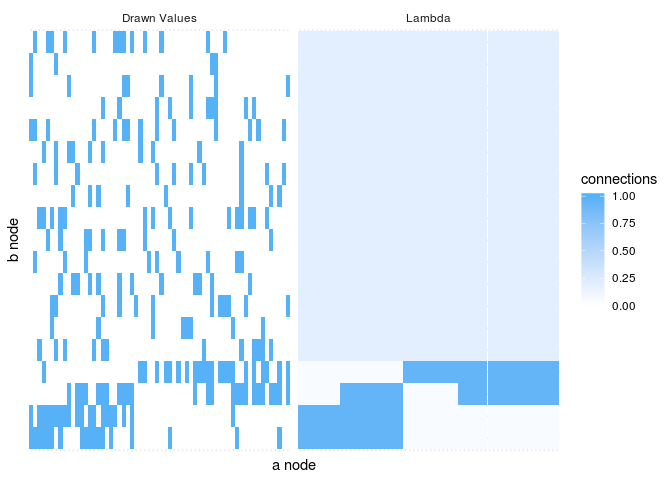 Drawn Values
Lambda
b node
a node
connections
1.00
0.75
0.50
0.25
0.00